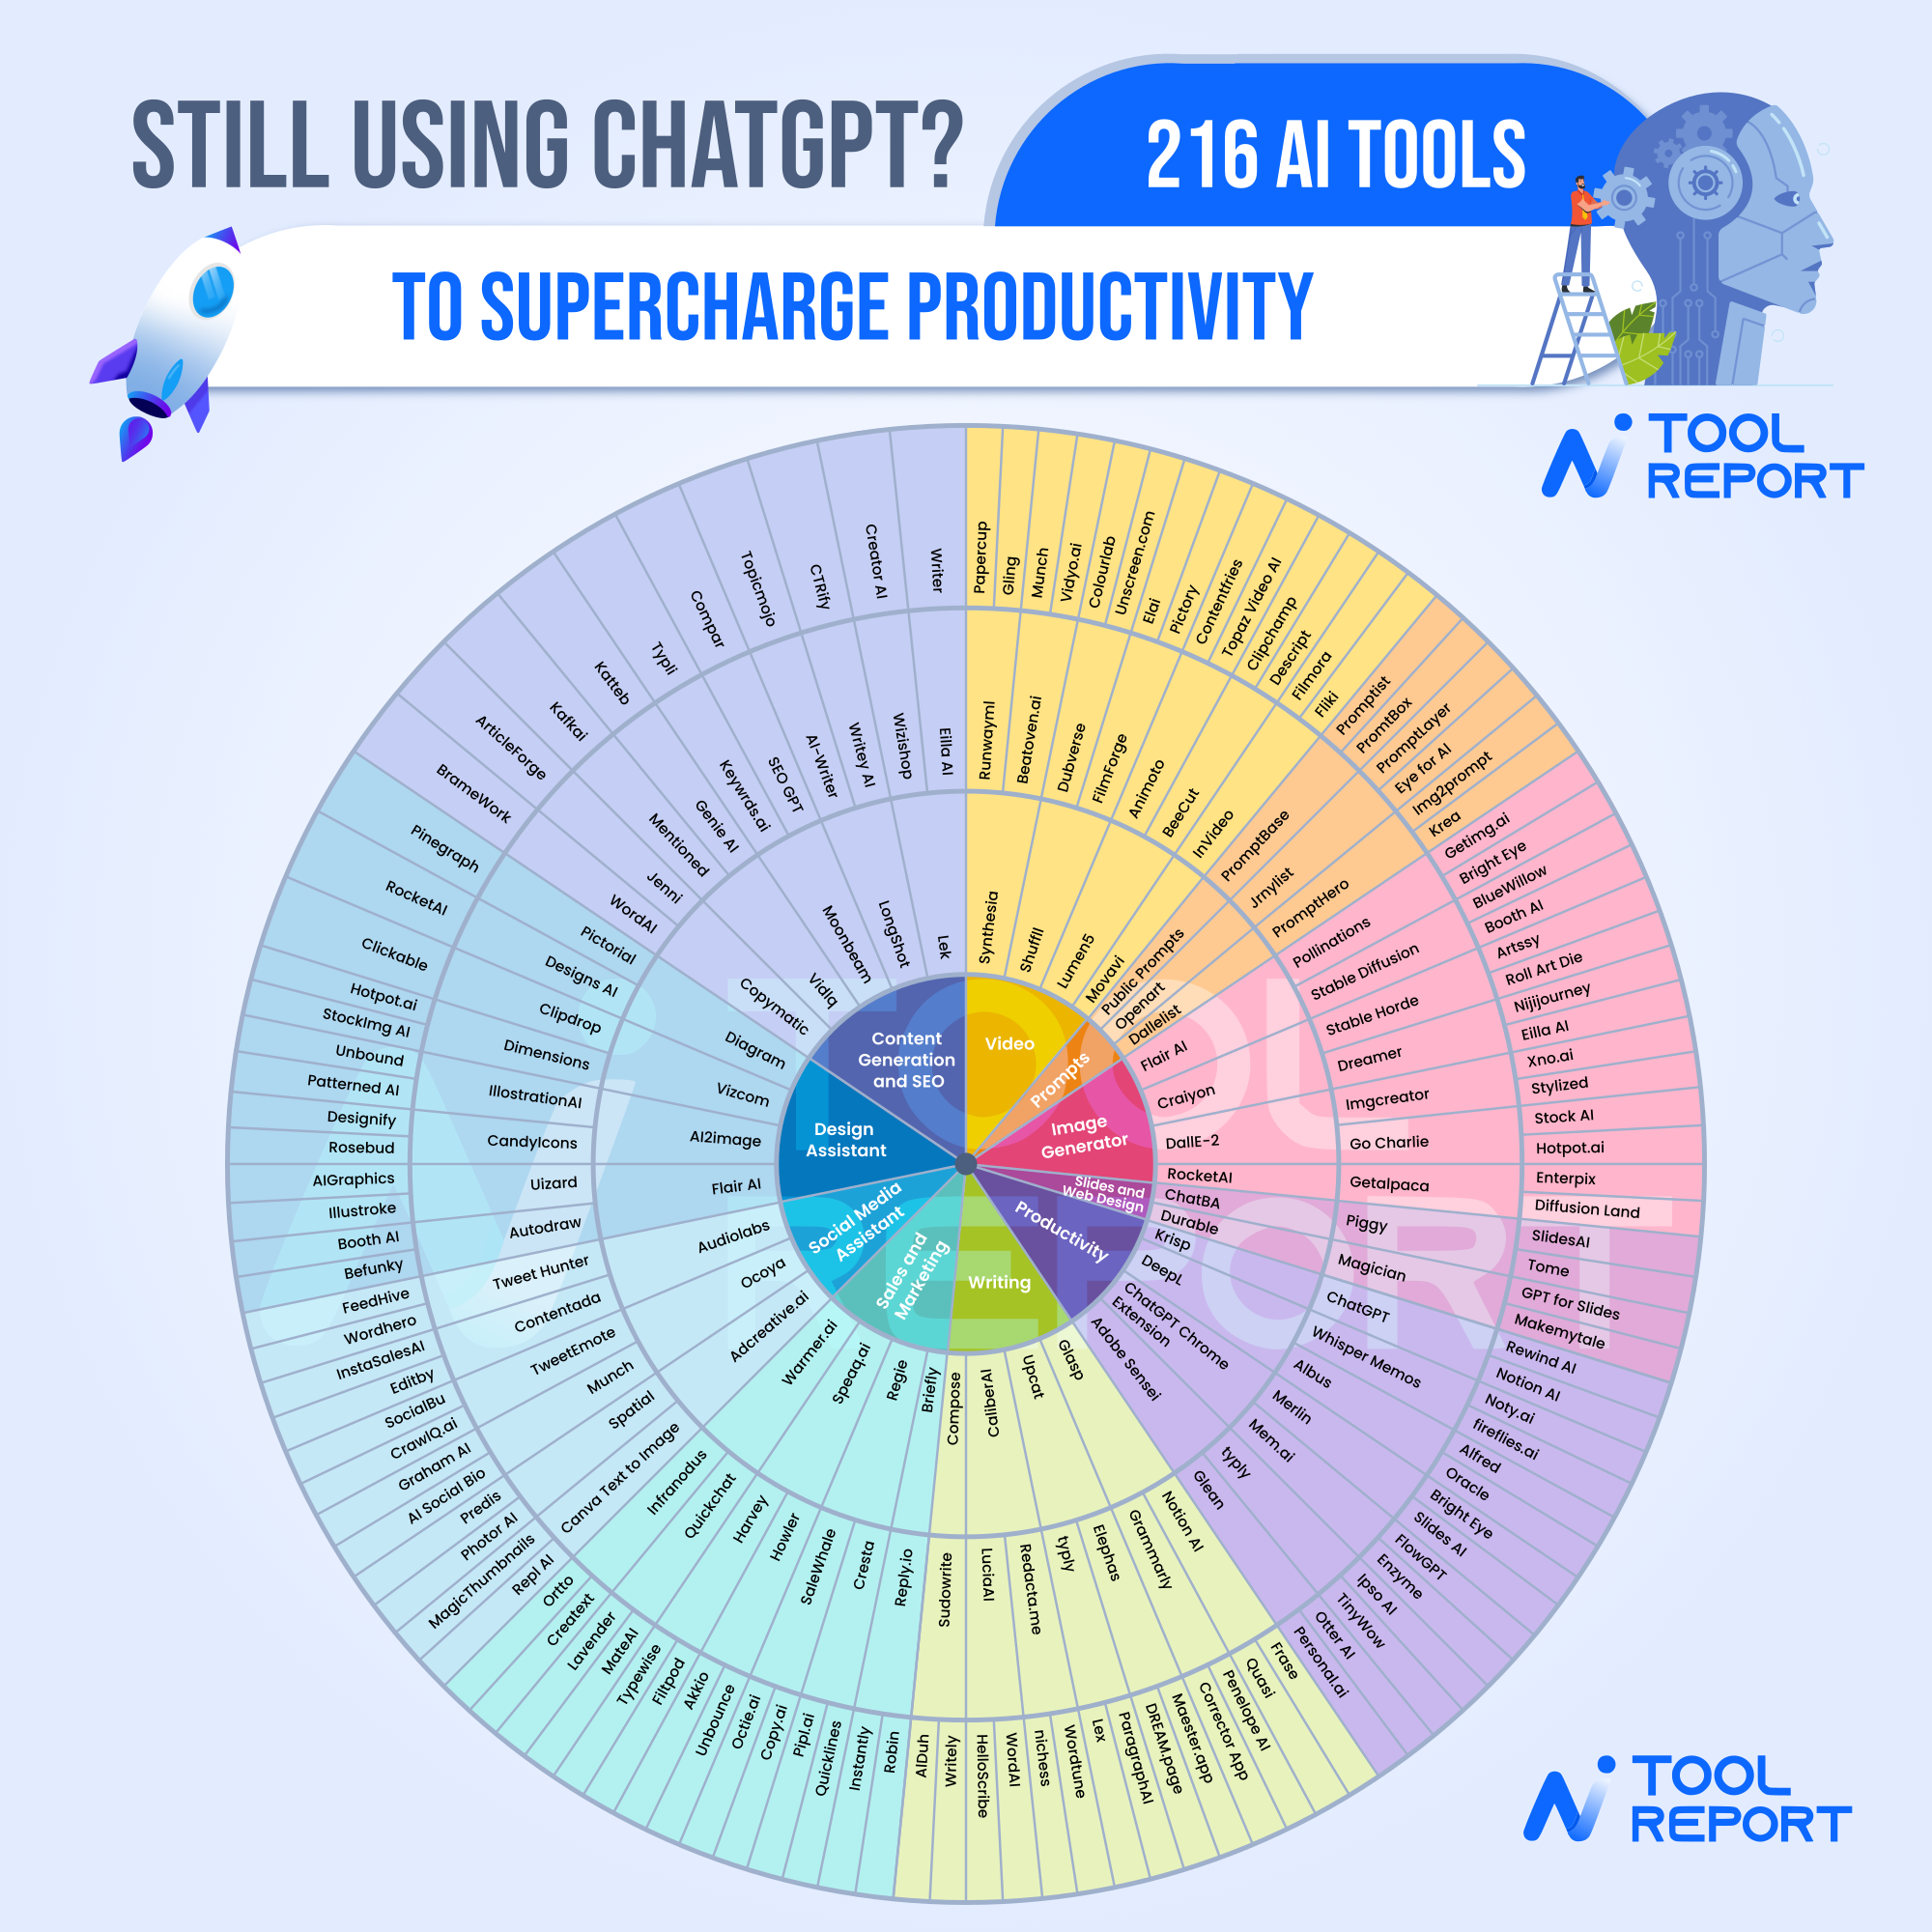 STILL USING CHATGPT?
216 AI TOOLS
TO SUPERCHARGE PRODUCTIVITY
Ai TOOL
REPORT
Content
Generation
and SEO
Video
Prompts
Image
Generator
Slides and
Web Design
Productivity
Writing
Sales and
Marketing
Social Media
Assistant
Design
Assistant
Synthesia
Shuffll
Lumen5
Movavi
Public Prompts
Openart
Dallelist
Flair AI
Craiyon
DallE-2
RocketAI
ChatBA
Durable
Krisp
DeepL
ChatGPT Chrome
Extension
Adobe Sensei
Glasp
Upcat
CaliberAI
Compose
Briefly
Regie
Speaq.ai
Warmer.ai
Adcreative.ai
Ocoya
Audiolabs
Flair AI
AI2image
Vizcom
Diagram
Copymatic
VidIq
Moonbeam
LongShot
Lek
Runwayml
Beatoven.ai
Dubverse
FilmForge
Animoto
BeeCut
InVideo
PromptBase
Jrnylist
PromptHero
Pollinations
Stable Diffusion
Stable Horde
Dreamer
Imgcreator
Go Charlie
Getalpaca
Piggy
Magician
ChatGPT
Whisper Memos
Albus
Merlin
Mem.ai
typly
Glean
Notion AI
Grammarly
Elephas
typly
Redacta.me
LuciaAI
Sudowrite
Reply.io
Cresta
SaleWhale
Howler
Harvey
Quickchat
Infranodus
Canva Text to Image
Spatial
Munch
TweetEmote
Contentada
Tweet Hunter
Autodraw
Uizard
CandyIcons
IllostrationAI
Dimensions
Clipdrop
Designs AI
Pictorial
WordAI
Jenni
Mentioned
Genie AI
Keywrds.ai
SEO GPT
AI-Writer
Writey AI
Wizishop
Eilla AI
Papercup
Gling
Munch
Vidyo.ai
Colourlab
Unscreen.com
Elai
Pictory
Contentfries
Topaz Video AI
Clipchamp
Descript
Filmora
Fliki
Promptist
PromtBox
PromptLayer
Eye for AI
Img2prompt
Krea
Getimg.ai
Bright Eye
BlueWillow
Booth AI
Artssy
Roll Art Die
Nijijourney
Eilla AI
Xno.ai
Stylized
Stock AI
Hotpot.ai
Enterpix
Diffusion Land
SlidesAI
Tome
GPT for Slides
Makemytale
Rewind AI
Notion AI
Noty.ai
fireflies.ai
Alfred
Oracle
Bright Eye
Slides AI
FlowGPT
Enzyme
Ipso AI
TinyWow
Otter AI
Personal.ai
Frase
Quasi
Penelope AI
Corrector App
Maester.app
DREAM.page
ParagraphAI
Lex
Wordtune
nichess
WordAI
HelloScribe
Writely
AIDuh
Robin
Instantly
Quicklines
Pipl.ai
Copy.ai
Octie.ai
Unbounce
Akkio
Filtpod
Typewise
MateAI
Lavender
Creatext
Ortto
Repl AI
MagicThumbnails
Photor AI
Predis
AI Social Bio
Graham AI
CrawlQ.ai
SocialBu
Editby
InstaSalesAI
Wordhero
FeedHive
Befunky
Booth AI
Illustroke
AIGraphics
Rosebud
Designify
Patterned AI
Unbound
StockImg AI
Hotpot.ai
Clickable
RocketAI
Pinegraph
BrameWork
ArticleForge
Kafkai
Katteb
Typli
Compar
Topicmojo
CTRify
Creator AI
Writer
Ai TOOL
REPORT
Ai TOOL
REPORT